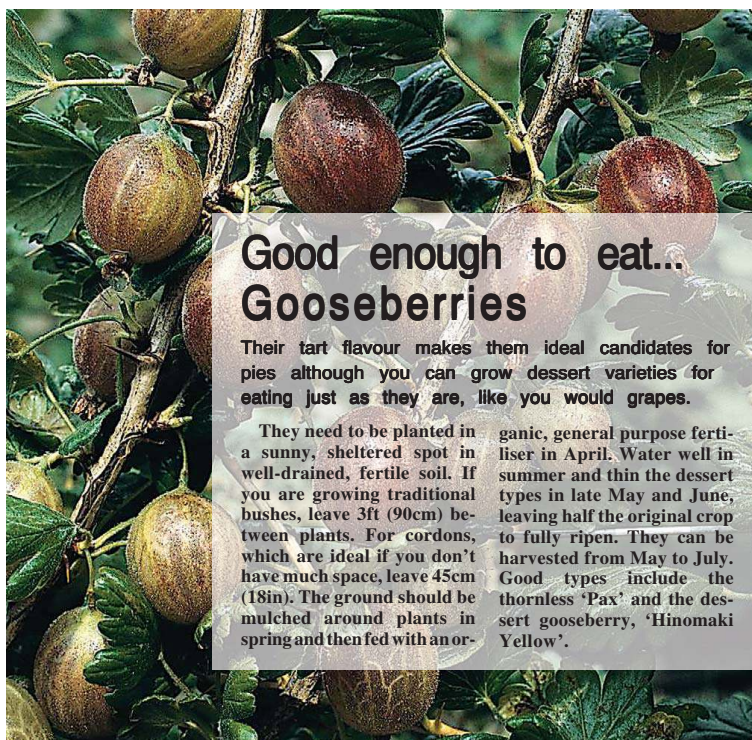 Good enough to eat...
Gooseberries
Their tart flavour makes them ideal candidates for
pies although you can grow dessert varieties for
eating just as they are, like you would grapes.
They need to be planted in
a sunny, sheltered spot in
well-drained, fertile soil. If
you are growing traditional
bushes, leave 3ft (90cm) be-
tween plants. For cordons,
which are ideal if you don’t
have much space, leave 45cm
(18in). The ground should be
mulched around plants in
spring and then fed with an or-
ganic, general purpose ferti-
liser in April. Water well in
summer and thin the dessert
types in late May and June,
leaving half the original crop
to fully ripen. They can be
harvested from May to July.
Good types include the
thornless ‘Pax’ and the des-
sert gooseberry, ‘Hinomaki
Yellow’.